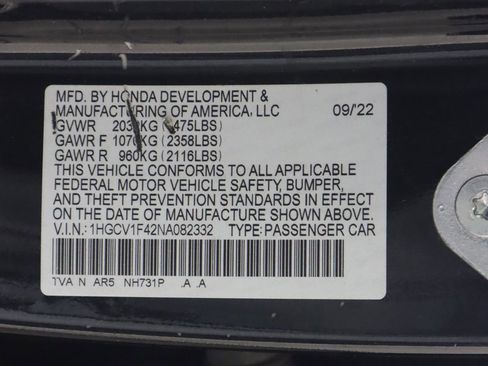 MFD. BY HONDA DEVELOPMENT &
MANUFACTURING OF AMERICA, LLC 09/'22
GVWR
GAWR F (2358LBS)
GAWR R 960KG (2116LBS)
THIS VEHICLE CONFORMS TO ALL APPLICABLE
FEDERAL MOTOR VEHICLE SAFETY, BUMPER,
AND THEFT PREVENTION STANDARDS IN EFFECT
ON THE DATE OF MANUFACTURE SHOWN ABOVE.
V.I.N.: 1HGCV1F42NA082332 TYPE: PASSENGER CAR
TVA N AR5 NH731P .A .A